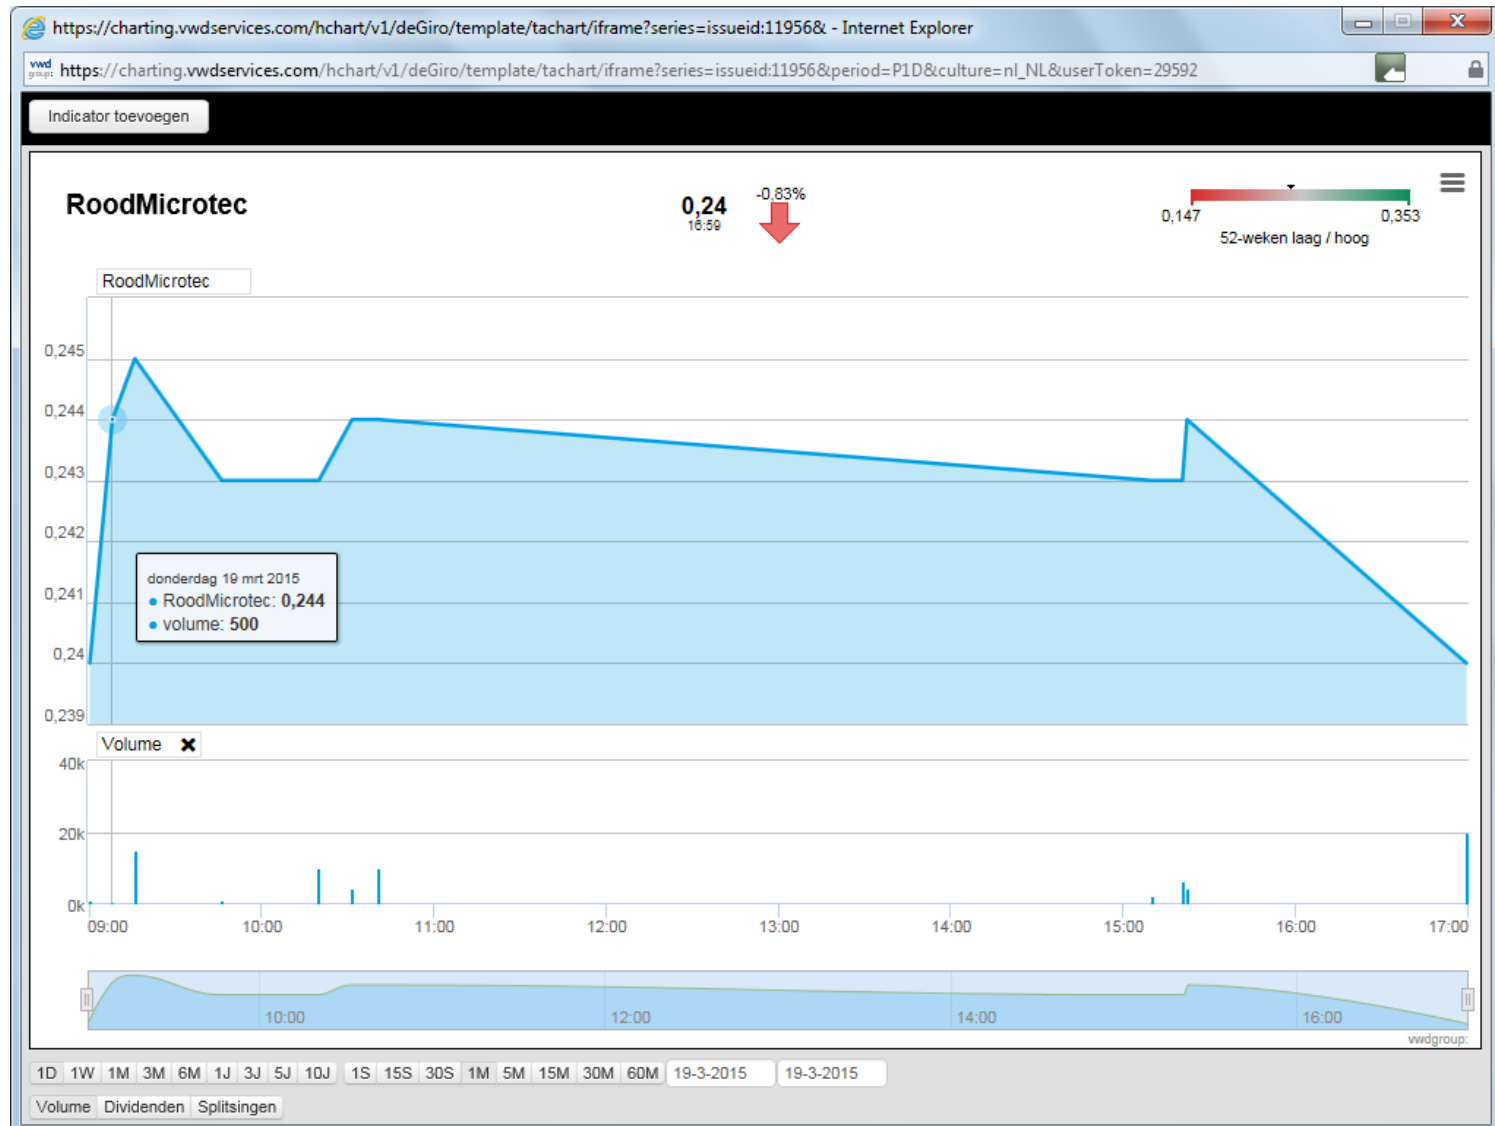 https://charting.vwdservices.com/hchart/v1/deGiro/template/tachart/iframe?series=issueid:11956& - Internet Explorer
vwd group: https://charting.vwdservices.com/hchart/v1/deGiro/template/tachart/iframe?series=issueid:11956&period=P1D&culture=nl_NL&userToken=29592
Indicator toevoegen
RoodMicrotec
0,24
16:59
-0,83%
0,147 0,353
52-weken laag / hoog
RoodMicrotec
0,245
0,244
0,243
0,242
0,241
0,24
0,239
donderdag 19 mrt 2015
• RoodMicrotec: 0,244
• volume: 500
Volume ✖
40k
20k
0k
09:00 10:00 11:00 12:00 13:00 14:00 15:00 16:00 17:00
10:00 12:00 14:00 16:00
vwdgroup:
1D 1W 1M 3M 6M 1J 3J 5J 10J 1S 15S 30S 1M 5M 15M 30M 60M 19-3-2015 19-3-2015
Volume Dividenden Splitsingen